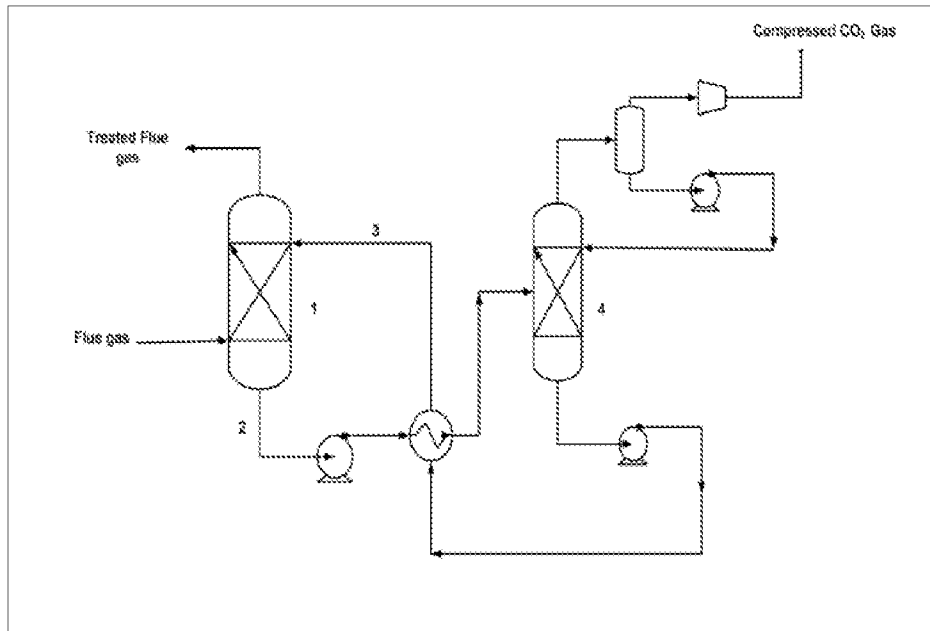 Compressed CO₂ Gas
Treated Flue
gas
3
1
4
Flue gas
2